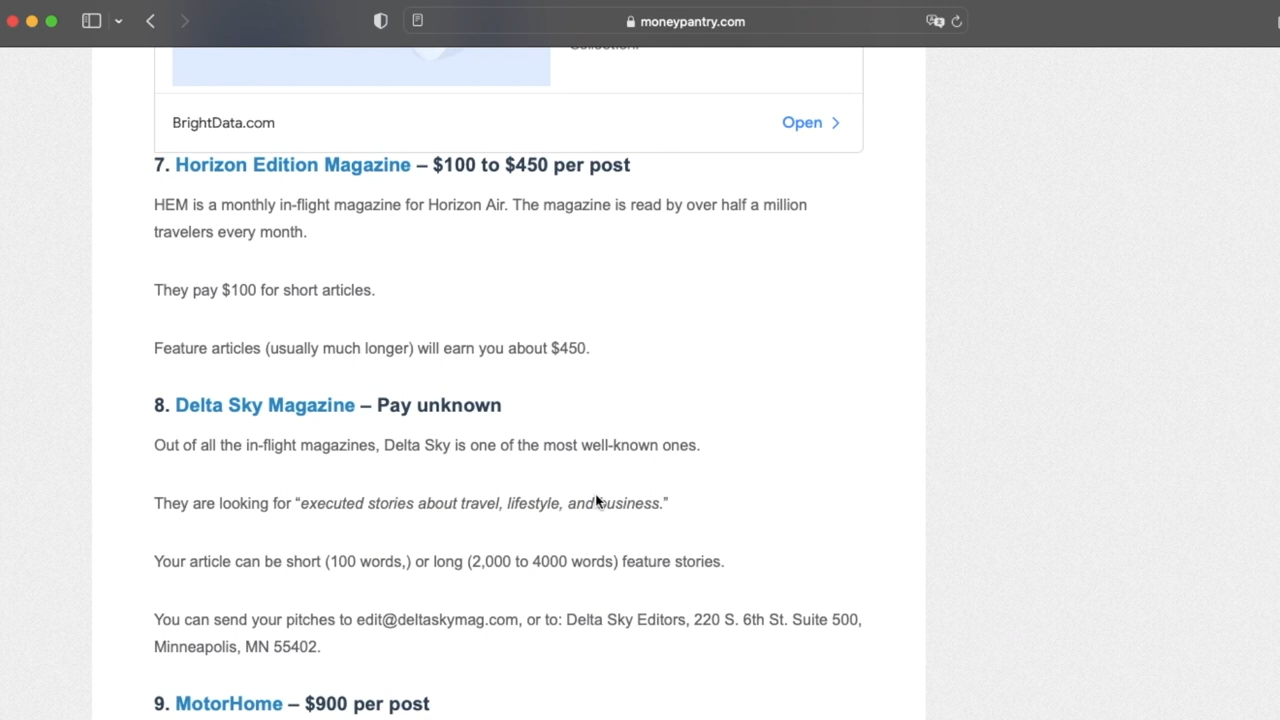 moneypantry.com
BrightData.com
Open
7. Horizon Edition Magazine – $100 to $450 per post
HEM is a monthly in-flight magazine for Horizon Air. The magazine is read by over half a million
travelers every month.
They pay $100 for short articles.
Feature articles (usually much longer) will earn you about $450.
8. Delta Sky Magazine – Pay unknown
Out of all the in-flight magazines, Delta Sky is one of the most well-known ones.
They are looking for “executed stories about travel, lifestyle, and business.”
Your article can be short (100 words,) or long (2,000 to 4000 words) feature stories.
You can send your pitches to edit@deltaskymag.com, or to: Delta Sky Editors, 220 S. 6th St. Suite 500,
Minneapolis, MN 55402.
9. MotorHome – $900 per post